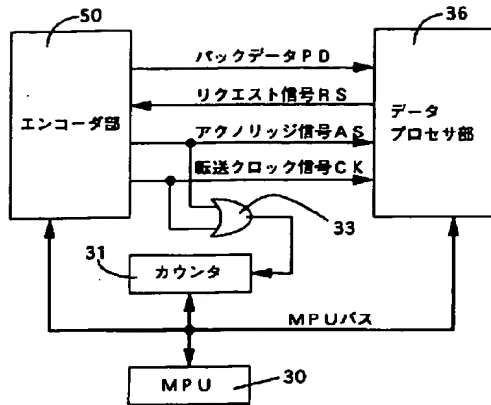 50
36
パックデータPD
リクエスト信号RS
エンコーダ部
データ
プロセサ部
アクノリッジ信号AS
転送クロック信号CK
33
31
カウンタ
MPUバス
MPU
30